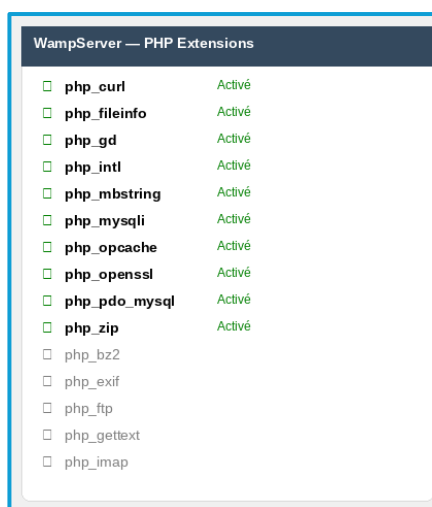 WampServer — PHP Extensions
php_curl Activé
php_fileinfo Activé
php_gd Activé
php_intl Activé
php_mbstring Activé
php_mysqli Activé
php_opcache Activé
php_openssl Activé
php_pdo_mysql Activé
php_zip Activé
php_bz2
php_exif
php_ftp
php_gettext
php_imap